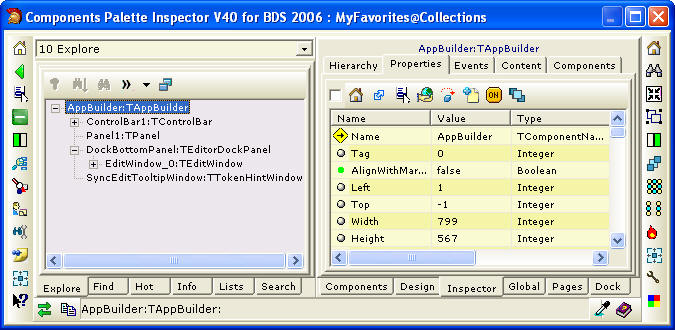 Components Palette Inspector V40 for BDS 2006 : MyFavorites@Collections
10 Explore
AppBuilder:TAppBuilder
ControlBar1:TControlBar
Panel1:TPanel
DockBottomPanel:TEditorDockPanel
EditWindow_0:TEditWindow
SyncEditTooltipWindow:TTokenHintWindow
Explore Find Hot Info Lists Search
AppBuilder:TAppBuilder
Hierarchy Properties Events Content Components
ON
Name Value Type
Name AppBuilder TComponentNa...
Tag 0 Integer
AlignWithMar... false Boolean
Left 1 Integer
Top -1 Integer
Width 799 Integer
Height 567 Integer
Components Design Inspector Global Pages Dock
AppBuilder:TAppBuilder: